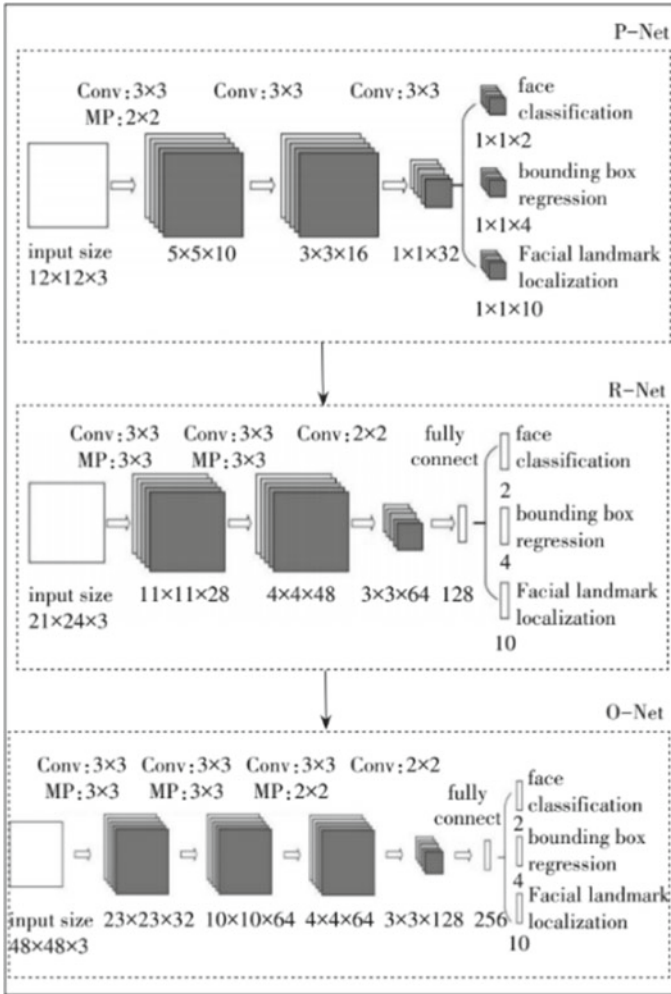 P-Net
Conv:3×3 Conv:3×3 Conv:3×3
MP:2×2
face
classification
1×1×2
bounding box
regression
1×1×4
Facial landmark
localization
1×1×10
input size 5×5×10 3×3×16 1×1×32
12×12×3
R-Net
Conv:3×3 Conv:3×3 Conv:2×2 fully
MP:3×3 MP:3×3 connect
face
classification
2
bounding box
regression
4
Facial landmark
localization
10
input size 11×11×28 4×4×48 3×3×64 128
21×24×3
O-Net
Conv:3×3 Conv:3×3 Conv:3×3 Conv:2×2
MP:3×3 MP:3×3 MP:2×2
fully
connect
face
classification
2
bounding box
regression
4
Facial landmark
localization
10
input size 23×23×32 10×10×64 4×4×64 3×3×128 256
48×48×3